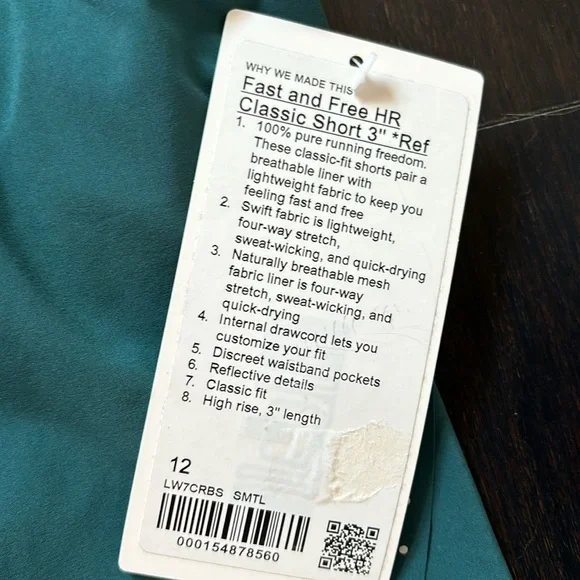 WHY WE MADE THIS
Fast and Free HR
Classic Short 3" *Ref
1. 100% pure running freedom.
These classic-fit shorts pair a
breathable liner with
lightweight fabric to keep you
feeling fast and free
2. Swift fabric is lightweight,
four-way stretch,
sweat-wicking, and quick-drying
3. Naturally breathable mesh
fabric liner is four-way
stretch, sweat-wicking, and
quick-drying
4. Internal drawcord lets you
customize your fit
5. Discreet waistband pockets
6. Reflective details
7. Classic fit
8. High rise, 3" length
12
LW7CRBS SMTL
000154878560